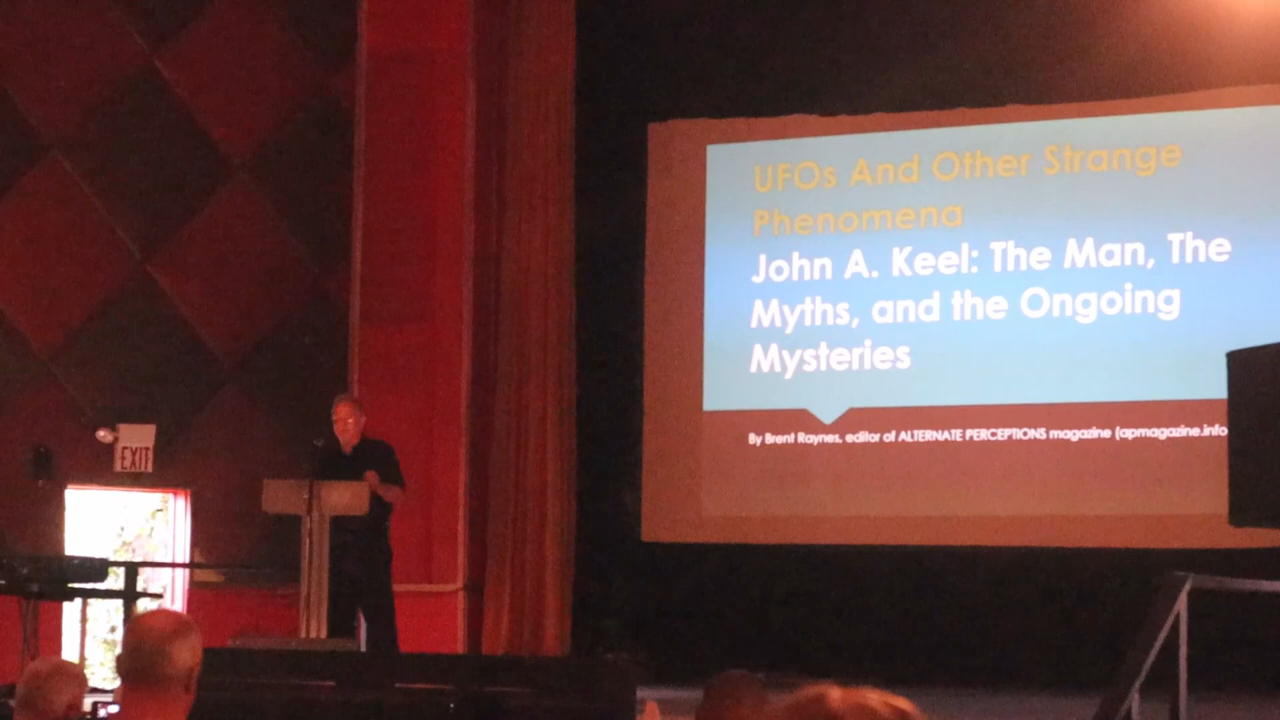 UFOs And Other Strange
Phenomena
John A. Keel: The Man, The
Myths, and the Ongoing
Mysteries
By Brent Raynes, editor of ALTERNATE PERCEPTIONS magazine (apmagazine.info
EXIT